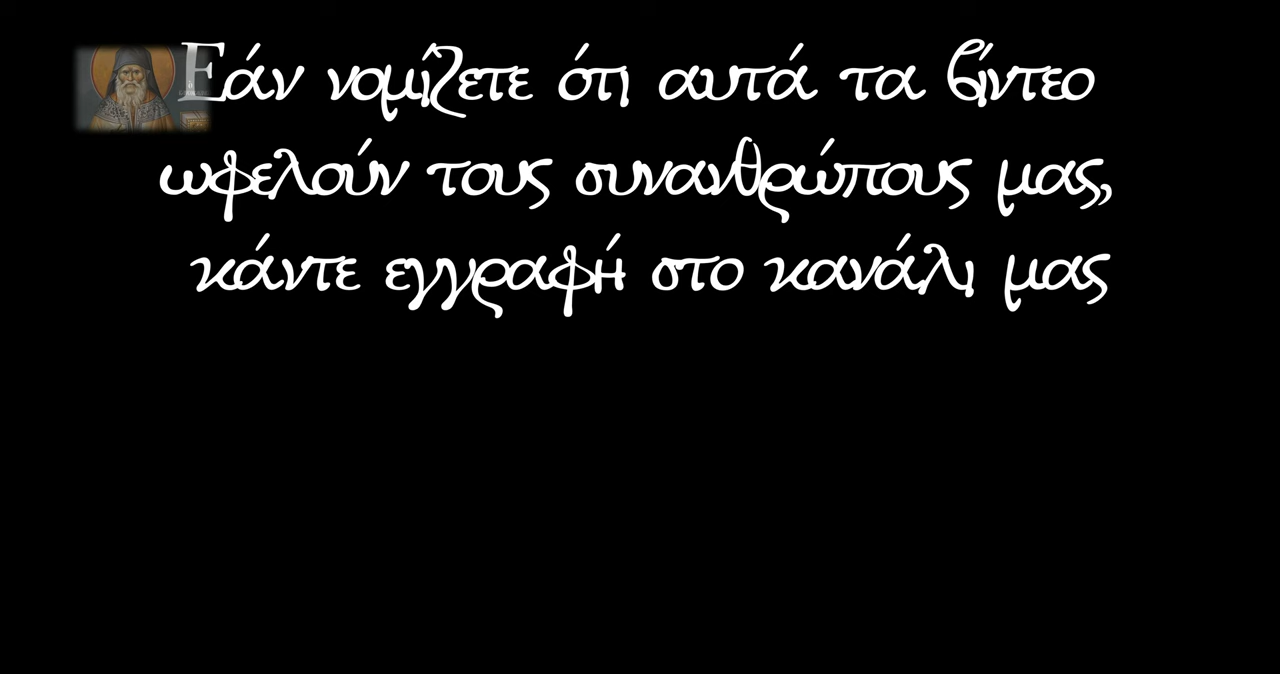 Εάν νομίζετε ότι αυτά τα βίντεο
ωφελούν τους συνανθρώπους μας,
κάντε εγγραφή στο κανάλι μας